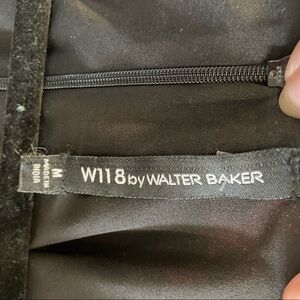 W118 by WALTER BAKER
M
MADE IN
INDIA